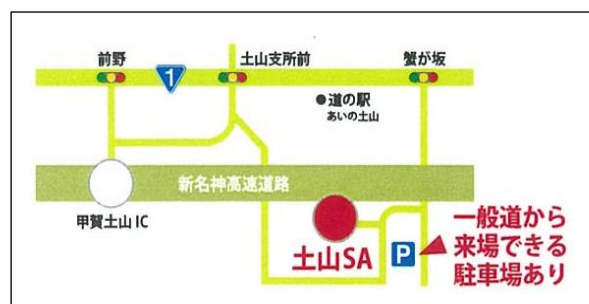 前野
土山支所前
蟹が坂
1
道の駅
あいの土山
新名神高速道路
甲賀土山IC
土山SA
P
一般道から
来場できる
駐車場あり